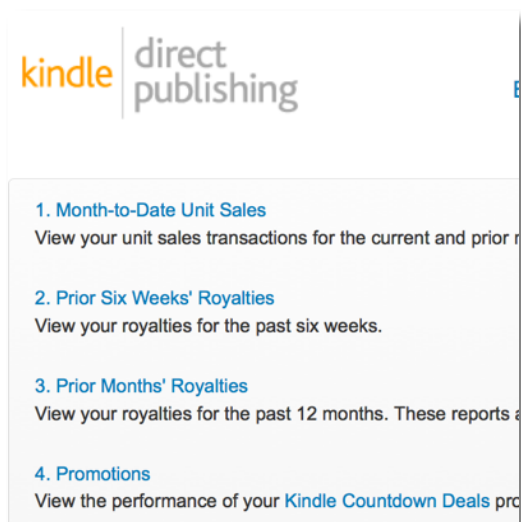 kindle
direct
publishing
1. Month-to-Date Unit Sales
View your unit sales transactions for the current and prior
2. Prior Six Weeks' Royalties
View your royalties for the past six weeks.
3. Prior Months' Royalties
View your royalties for the past 12 months. These reports
4. Promotions
View the performance of your Kindle Countdown Deals